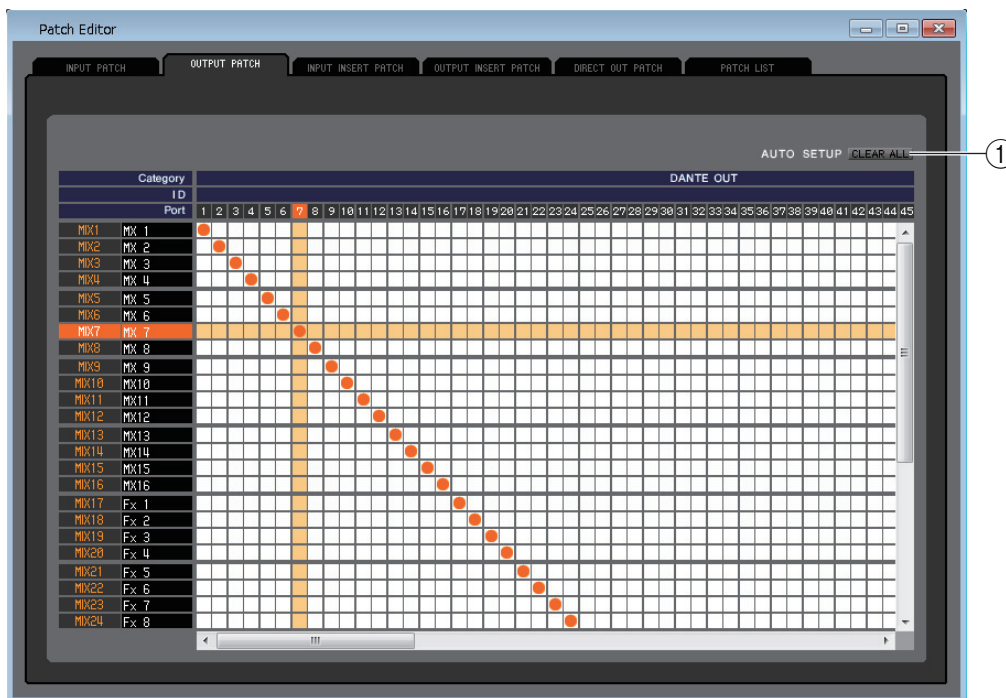 Patch Editor
INPUT PATCH OUTPUT PATCH INPUT INSERT PATCH OUTPUT INSERT PATCH DIRECT OUT PATCH PATCH LIST
AUTO SETUP CLEAR ALL 1
Category DANTE OUT
ID
Port 1 2 3 4 5 6 7 8 9 10 11 12 13 14 15 16 17 18 19 20 21 22 23 24 25 26 27 28 29 30 31 32 33 34 35 36 37 38 39 40 41 42 43 44 45
MIX1 MX 1
MIX2 MX 2
MIX3 MX 3
MIX4 MX 4
MIX5 MX 5
MIX6 MX 6
MIX7 MX 7
MIX8 MX 8
MIX9 MX 9
MIX10 MX10
MIX11 MX11
MIX12 MX12
MIX13 MX13
MIX14 MX14
MIX15 MX15
MIX16 MX16
MIX17 Fx 1
MIX18 Fx 2
MIX19 Fx 3
MIX20 Fx 4
MIX21 Fx 5
MIX22 Fx 6
MIX23 Fx 7
MIX24 Fx 8